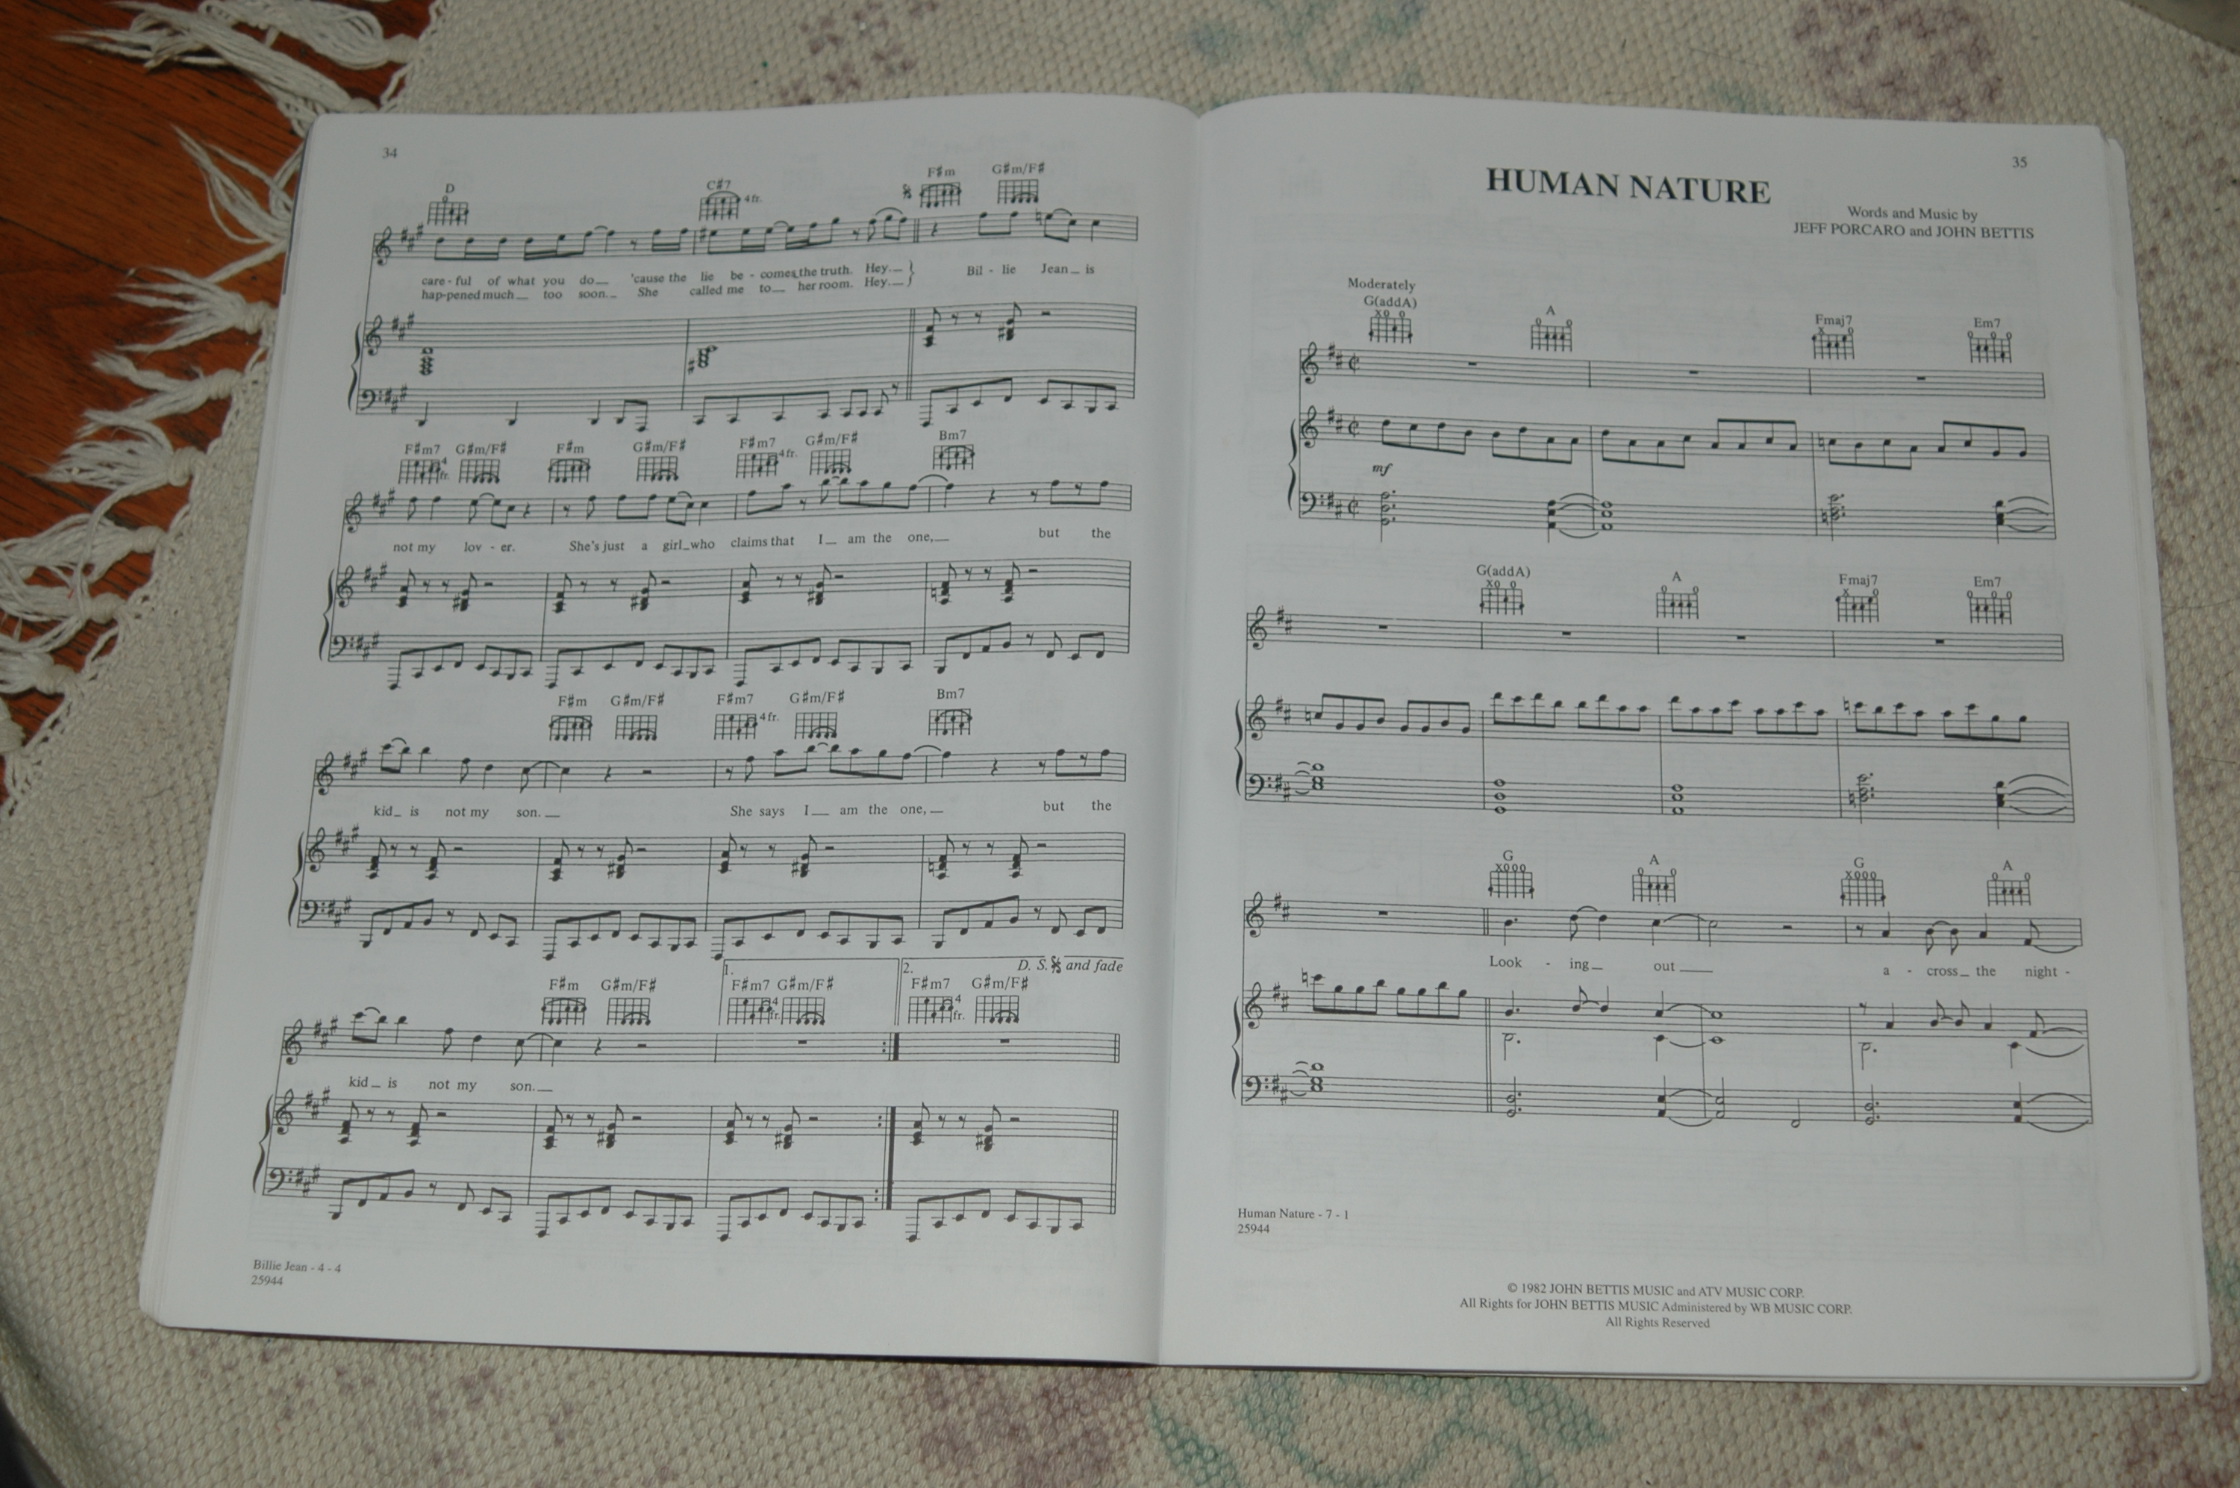 34
D C#7 4fr. F#m G#m/F#
care - ful of what you do 'cause the lie be - comes the truth. Hey. Bil - lie Jean is
hap-pened much too soon. She called me to her room. Hey.
F#m7 4 fr. G#m/F# F#m G#m/F# F#m7 4fr. G#m/F# Bm7
not my lov - er. She's just a girl who claims that I am the one, but the
F#m G#m/F# F#m7 4fr. G#m/F# Bm7
kid is not my son. She says I am the one, but the
1. 2. D. S. 𝄋 and fade
F#m G#m/F# F#m7 4 fr. G#m/F# F#m7 4 fr. G#m/F#
kid is not my son.
Billie Jean - 4 - 4
25944
35
HUMAN NATURE
Words and Music by
JEFF PORCARO and JOHN BETTIS
Moderately
G(addA) A Fmaj7 Em7
mf
G(addA) A Fmaj7 Em7
G A G A
Look - ing out a - cross the night -
Human Nature - 7 - 1
25944
© 1982 JOHN BETTIS MUSIC and ATV MUSIC CORP.
All Rights for JOHN BETTIS MUSIC Administered by WB MUSIC CORP.
All Rights Reserved